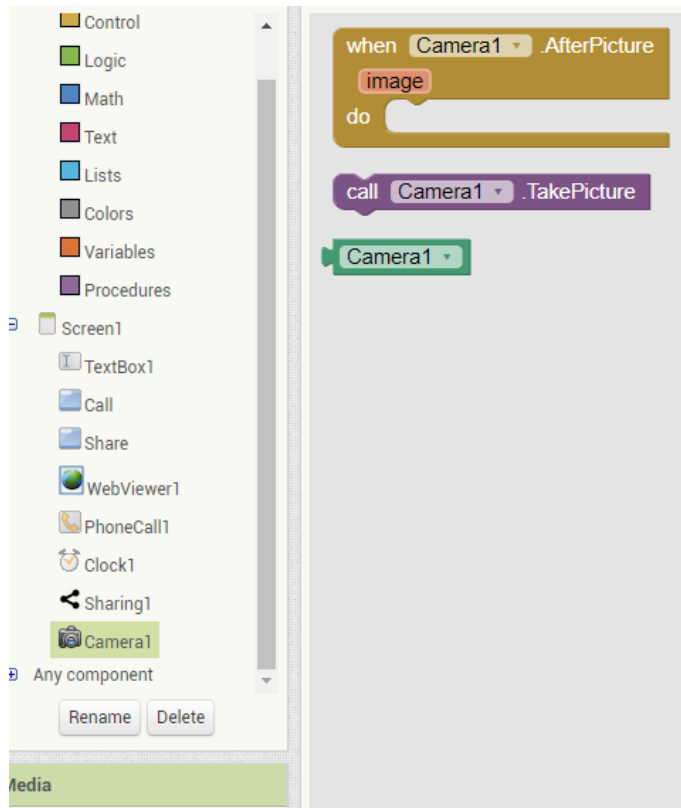 Control
Logic
Math
Text
Lists
Colors
Variables
Procedures
Screen1
TextBox1
Call
Share
WebViewer1
PhoneCall1
Clock1
Sharing1
Camera1
Any component
Rename Delete
Media
when Camera1 .AfterPicture
image
do
call Camera1 .TakePicture
Camera1